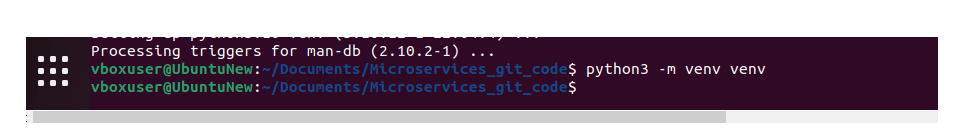 Processing triggers for man-db (2.10.2-1) ...
vboxuser@UbuntuNew:~/Documents/Microservices_git_code$ python3 -m venv venv
vboxuser@UbuntuNew:~/Documents/Microservices_git_code$